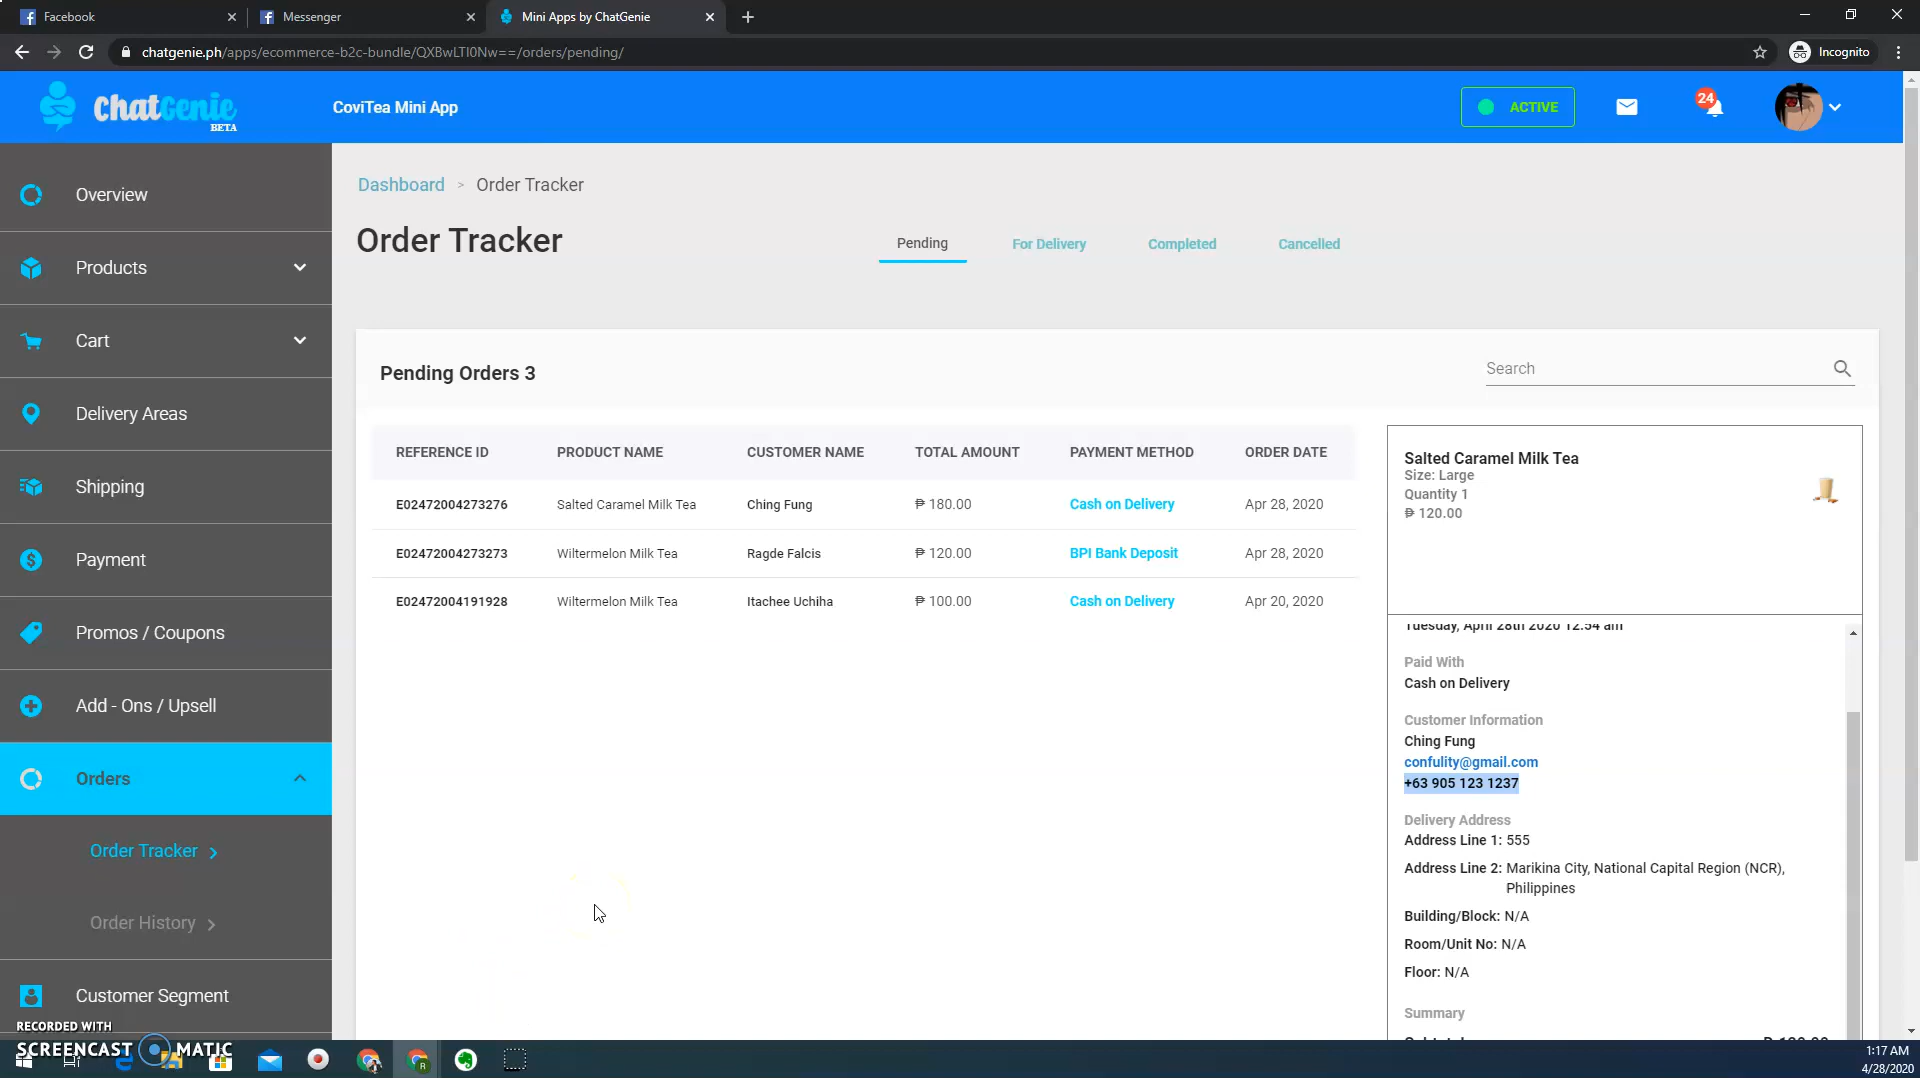 Facebook
Messenger
Mini Apps by ChatGenie
chatgenie.ph/apps/ecommerce-b2c-bundle/QXBwLTI0Nw==/orders/pending/
Incognito
ChatGenie
BETA
CoviTea Mini App
ACTIVE
24
Overview
Products
Cart
Delivery Areas
Shipping
Payment
Promos / Coupons
Add - Ons / Upsell
Orders
Order Tracker
Order History
Customer Segment
Dashboard > Order Tracker
Order Tracker
Pending
For Delivery
Completed
Cancelled
Pending Orders 3
Search
REFERENCE ID PRODUCT NAME CUSTOMER NAME TOTAL AMOUNT PAYMENT METHOD ORDER DATE
E02472004273276 Salted Caramel Milk Tea Ching Fung ₱ 180.00 Cash on Delivery Apr 28, 2020
E02472004273273 Wiltermelon Milk Tea Ragde Falcis ₱ 120.00 BPI Bank Deposit Apr 28, 2020
E02472004191928 Wiltermelon Milk Tea Itachee Uchiha ₱ 100.00 Cash on Delivery Apr 20, 2020
Salted Caramel Milk Tea
Size: Large
Quantity 1
₱ 120.00
Tuesday, April 28th 2020 12:54 am
Paid With
Cash on Delivery
Customer Information
Ching Fung
confulity@gmail.com
+63 905 123 1237
Delivery Address
Address Line 1: 555
Address Line 2: Marikina City, National Capital Region (NCR),
Philippines
Building/Block: N/A
Room/Unit No: N/A
Floor: N/A
Summary
RECORDED WITH
SCREENCAST MATIC
1:17 AM
4/28/2020